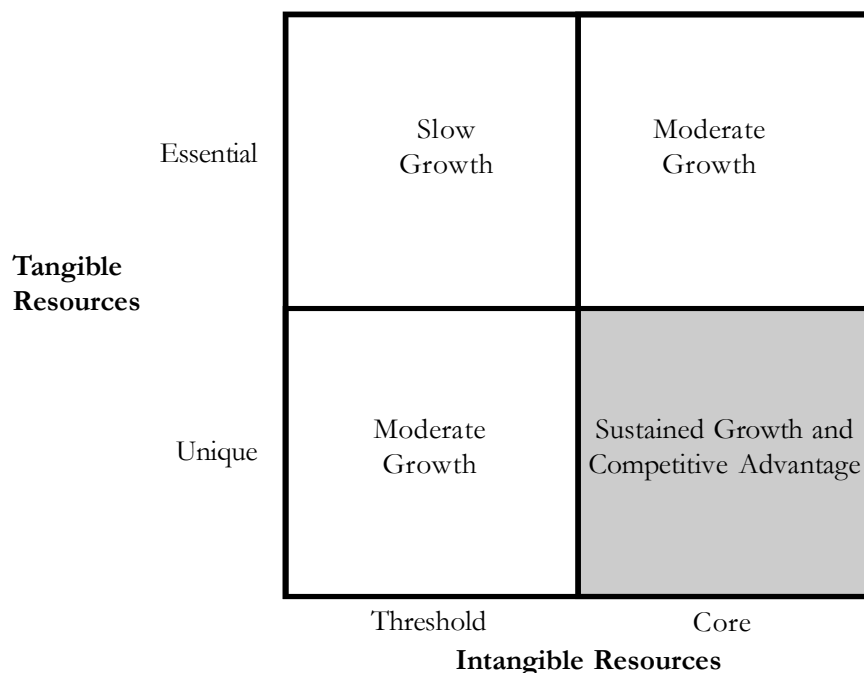 Slow
Growth
Moderate
Growth
Essential
Tangible
Resources
Unique
Moderate
Growth
Sustained Growth and
Competitive Advantage
Threshold
Core
Intangible Resources